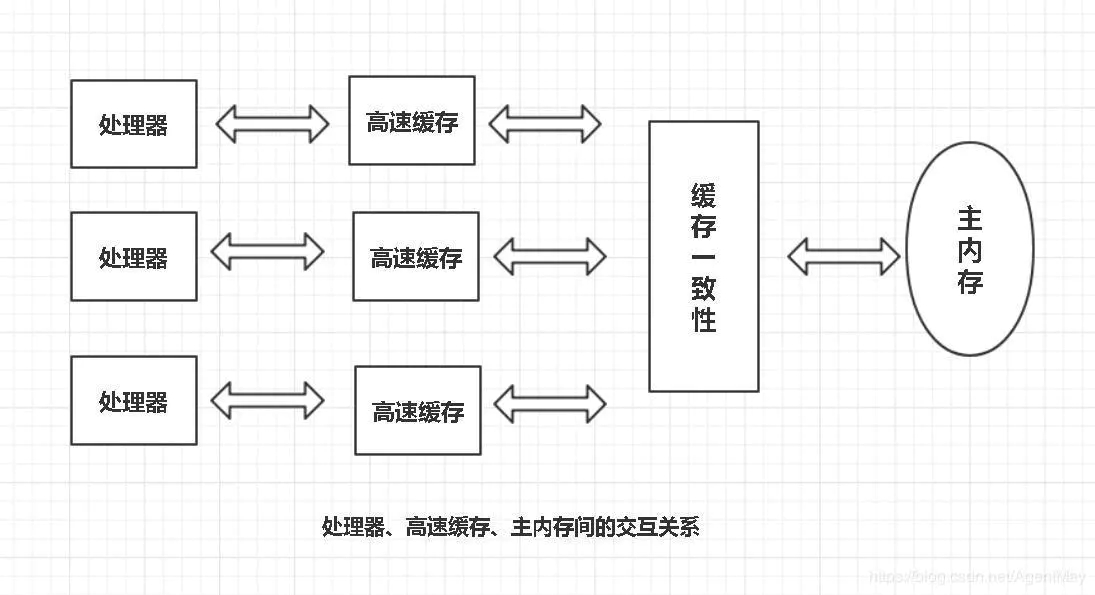 处理器
高速缓存
处理器
高速缓存
处理器
高速缓存
缓存一致性
主内存
处理器、高速缓存、主内存间的交互关系
https://blog.csdn.net/AgentMay